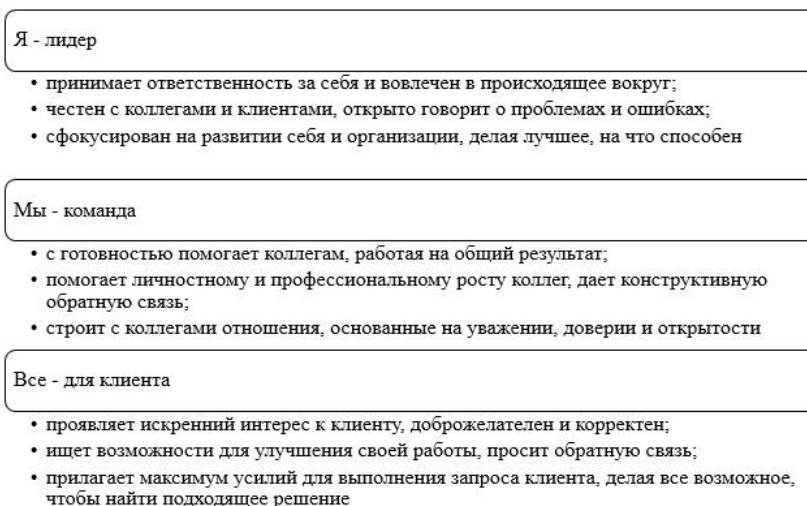 Я - лидер
• принимает ответственность за себя и вовлечен в происходящее вокруг;
• честен с коллегами и клиентами, открыто говорит о проблемах и ошибках;
• сфокусирован на развитии себя и организации, делая лучшее, на что способен
Мы - команда
• с готовностью помогает коллегам, работая на общий результат;
• помогает личностному и профессиональному росту коллег, дает конструктивную
обратную связь;
• строит с коллегами отношения, основанные на уважении, доверии и открытости
Все - для клиента
• проявляет искренний интерес к клиенту, доброжелателен и корректен;
• ищет возможности для улучшения своей работы, просит обратную связь;
• прилагает максимум усилий для выполнения запроса клиента, делая все возможное,
чтобы найти подходящее решение